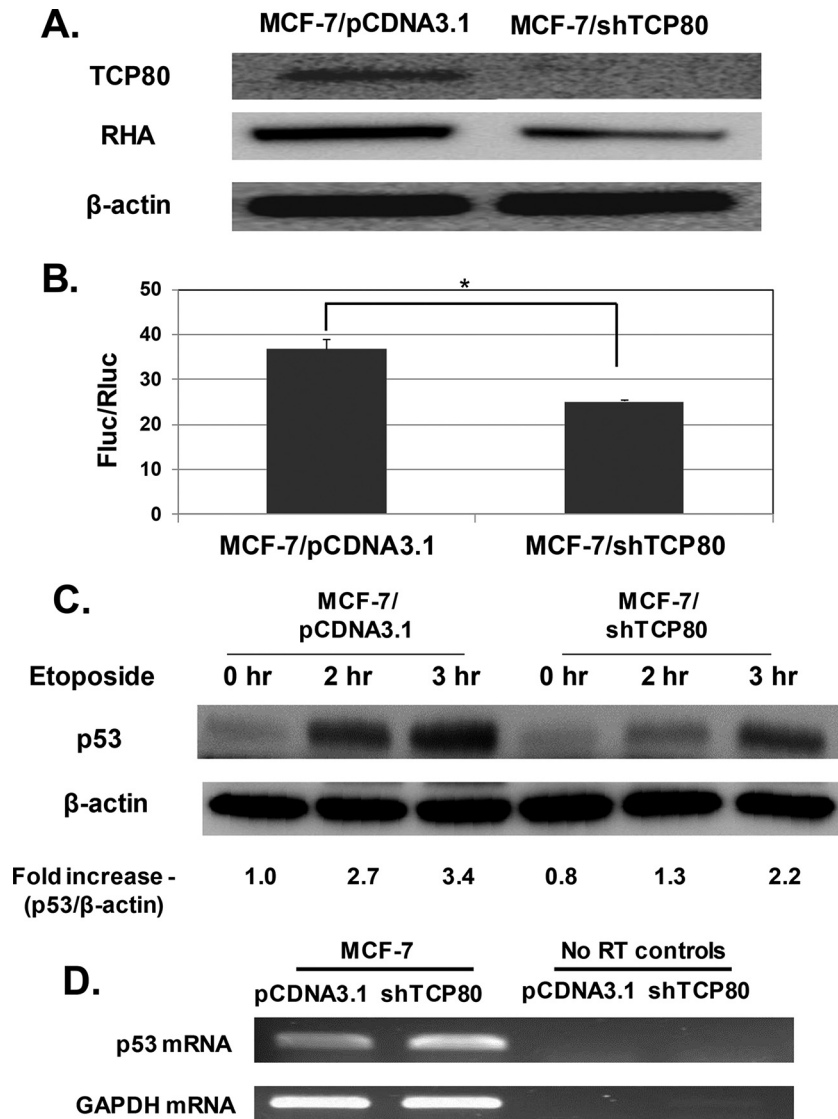 A.
MCF-7/pCDNA3.1 MCF-7/shTCP80
TCP80
RHA
β-actin
B.
*
Fluc/Rluc
50
40
30
20
10
0
MCF-7/pCDNA3.1 MCF-7/shTCP80
C.
MCF-7/ MCF-7/
pCDNA3.1 shTCP80
Etoposide 0 hr 2 hr 3 hr 0 hr 2 hr 3 hr
p53
β-actin
Fold increase - 1.0 2.7 3.4 0.8 1.3 2.2
(p53/β-actin)
D.
MCF-7 No RT controls
pCDNA3.1 shTCP80 pCDNA3.1 shTCP80
p53 mRNA
GAPDH mRNA